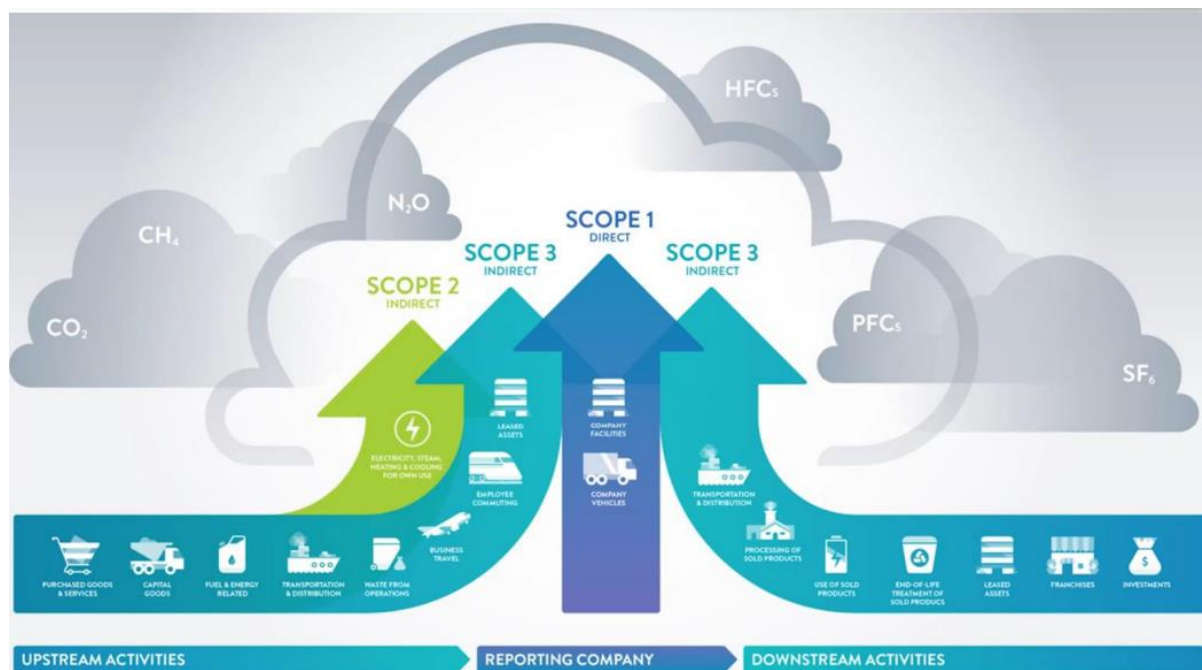 HFCs
N₂O
CH₄
SCOPE 1
DIRECT
SCOPE 3
INDIRECT
SCOPE 3
INDIRECT
SCOPE 2
INDIRECT
CO₂
PFCs
SF₆
LEASED
ASSETS
COMPANY
FACILITIES
ELECTRICITY, STEAM,
HEATING & COOLING
FOR OWN USE
EMPLOYEE
COMMUTING
COMPANY
VEHICLES
TRANSPORTATION
& DISTRIBUTION
BUSINESS
TRAVEL
PROCESSING OF
SOLD PRODUCTS
PURCHASED GOODS
& SERVICES
CAPITAL
GOODS
FUEL & ENERGY
RELATED
TRANSPORTATION
& DISTRIBUTION
WASTE FROM
OPERATIONS
USE OF SOLD
PRODUCTS
END-OF-LIFE
TREATMENT OF
SOLD PRODUCS
LEASED
ASSETS
FRANCHISES
$
INVESTMENTS
UPSTREAM ACTIVITIES
REPORTING COMPANY
DOWNSTREAM ACTIVITIES